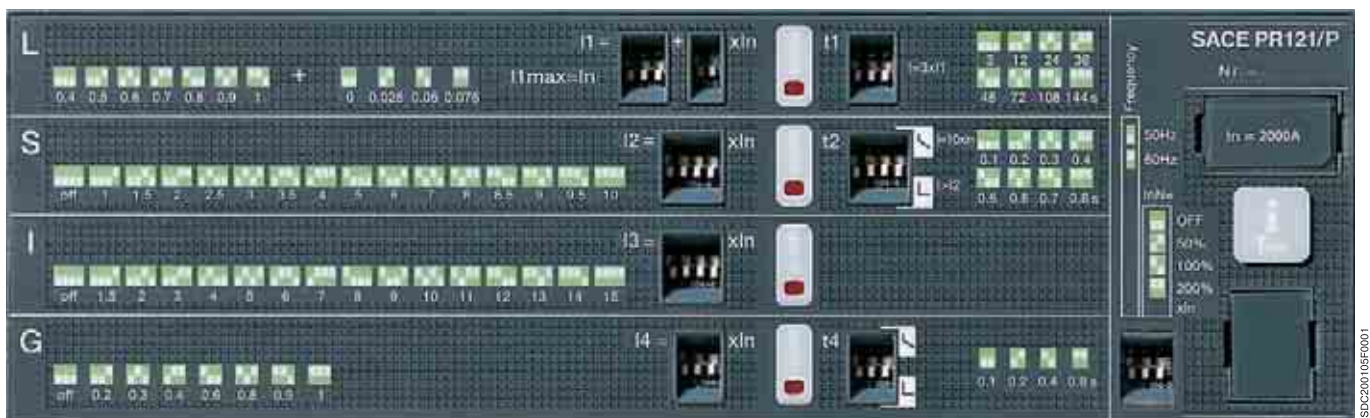 L
I1 = + xIn
t1
0.4 0.5 0.6 0.7 0.8 0.9 1 + 0 0.025 0.05 0.075
I1max=In
t=3xI1
3 12 24 36
48 72 108 144s
S
I2 = xIn
t2
I=10xIn
0.1 0.2 0.3 0.4
I>I2
0.5 0.6 0.7 0.8s
off 1 1.5 2 2.5 3 3.5 4 5 6 7 8 8.5 9 9.5 10
I
I3 = xIn
off 1.5 2 3 4 5 6 7 8 9 10 11 12 13 14 15
G
I4 = xIn
t4
off 0.2 0.3 0.4 0.6 0.8 0.9 1
0.1 0.2 0.4 0.8s
Frequency
50Hz
60Hz
InN=
OFF
50%
100%
200%
xIn
SACE PR121/P
In = 2000A
i
Test
SDC200105F0001